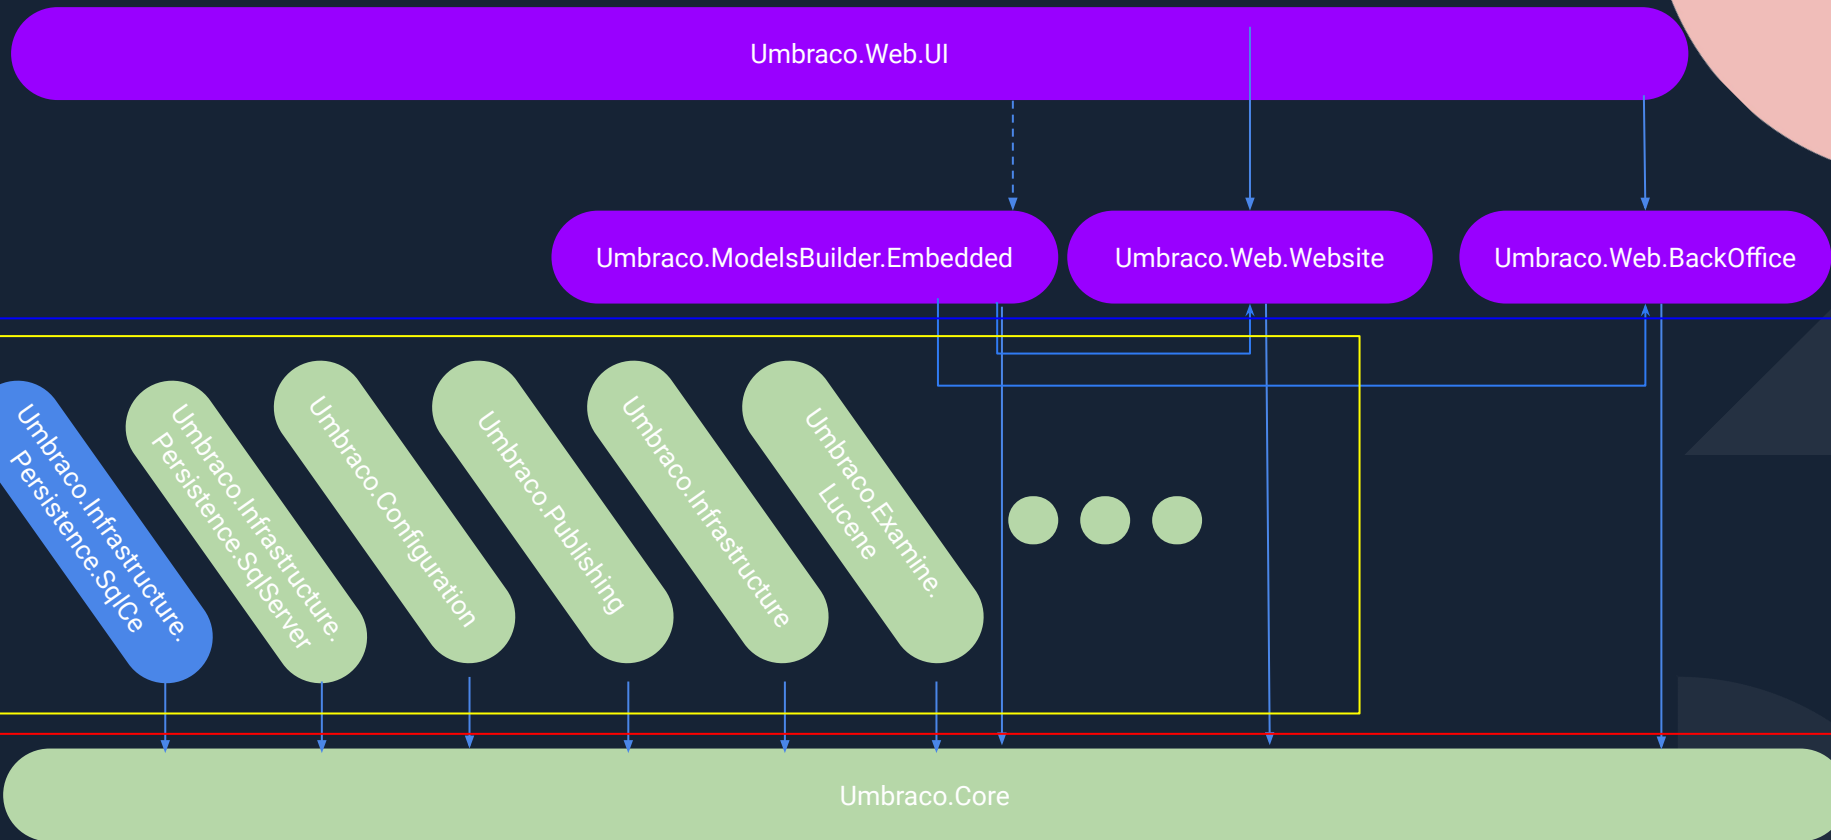 Umbraco.Web.UI
Umbraco.ModelsBuilder.Embedded
Umbraco.Web.Website
Umbraco.Web.BackOffice
Umbraco.Infrastructure.
Persistence.SqlCe
Umbraco.Infrastructure.
Persistence.SqlServer
Umbraco.Configuration
Umbraco.Publishing
Umbraco.Infrastructure
Umbraco.Examine.
Lucene
Umbraco.Core